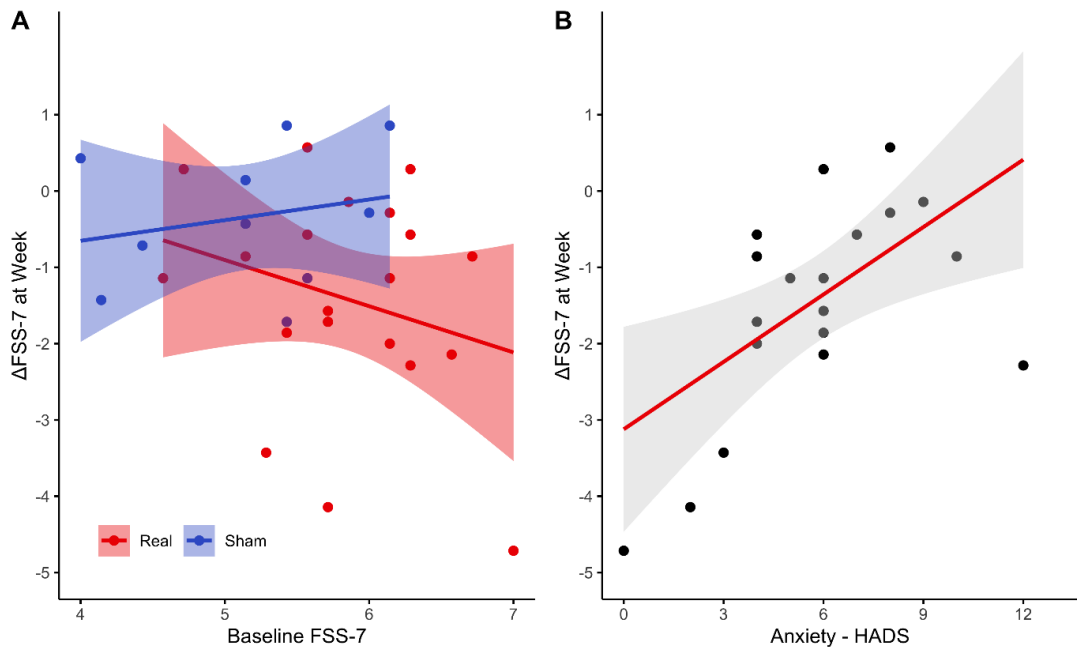 A
B
ΔFSS-7 at Week
1
0
-1
-2
-3
-4
-5
Real
Sham
4
5
6
7
Baseline FSS-7
ΔFSS-7 at Week
1
0
-1
-2
-3
-4
-5
0
3
6
9
12
Anxiety - HADS